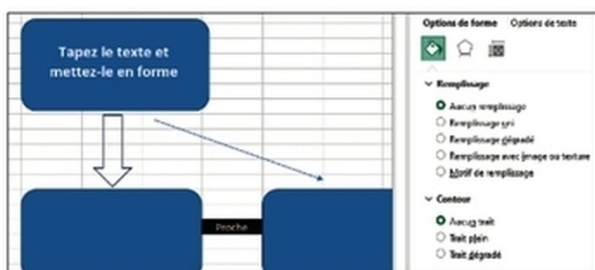 Tapez le texte et
mettez-le en forme
Proche
Options de forme Options de texte
Remplissage
Aucun remplissage
Remplissage uni
Remplissage dégradé
Remplissage avec image ou texture
Motif de remplissage
Contour
Aucun trait
Trait plein
Trait dégradé